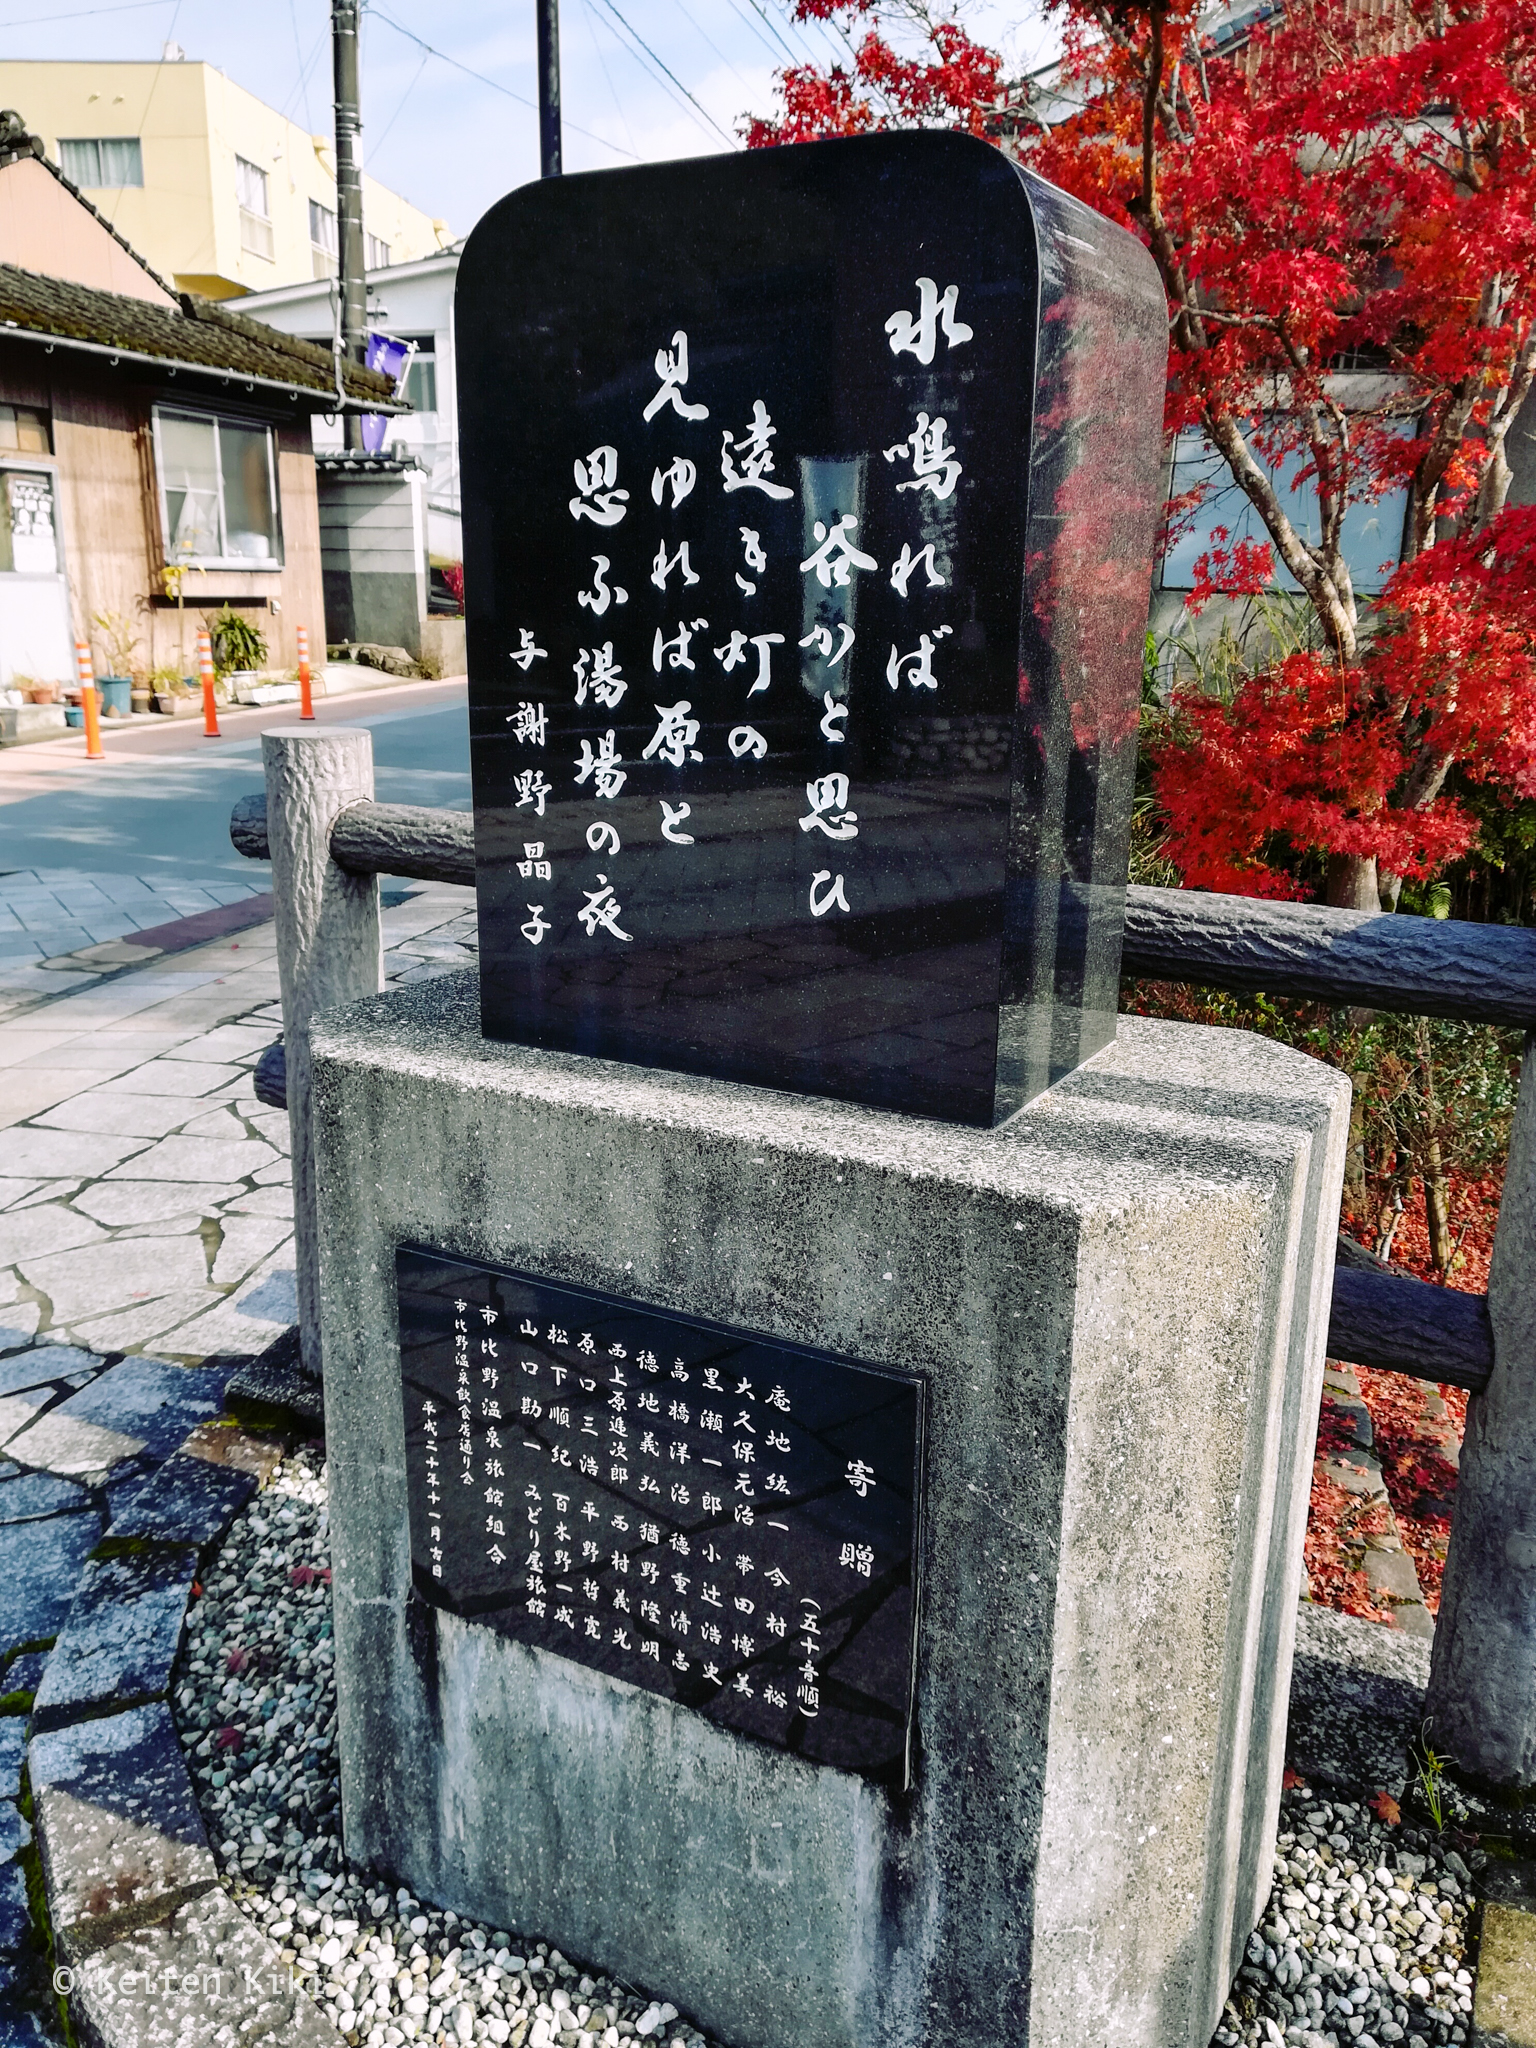 水鳴れば
谷かと思ひ
遠き灯の
見ゆれば原と
思ふ湯場の夜
与謝野晶子
寄贈
(五十音順)
庵地紘一 今村裕
大久保元治 帯田博美
黒瀬一郎 小辻浩史
高橋洋治 徳重清志
徳地義弘 猶野隆明
西上原進次郎 西村義光
原口三浩 平野哲寛
松下順紀 百木野一成
山口勘一 みどり屋旅館
市比野温泉旅館組合
市比野温泉飲食店通り会
平成二十年十一月吉日
© Keiten Kiki